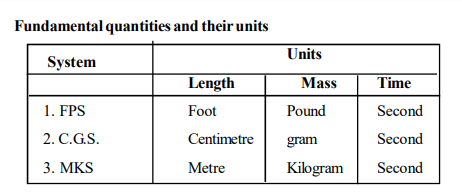 Fundamental quantities and their units
System Units
Length Mass Time
1. FPS Foot Pound Second
2. C.G.S. Centimetre gram Second
3. MKS Metre Kilogram Second